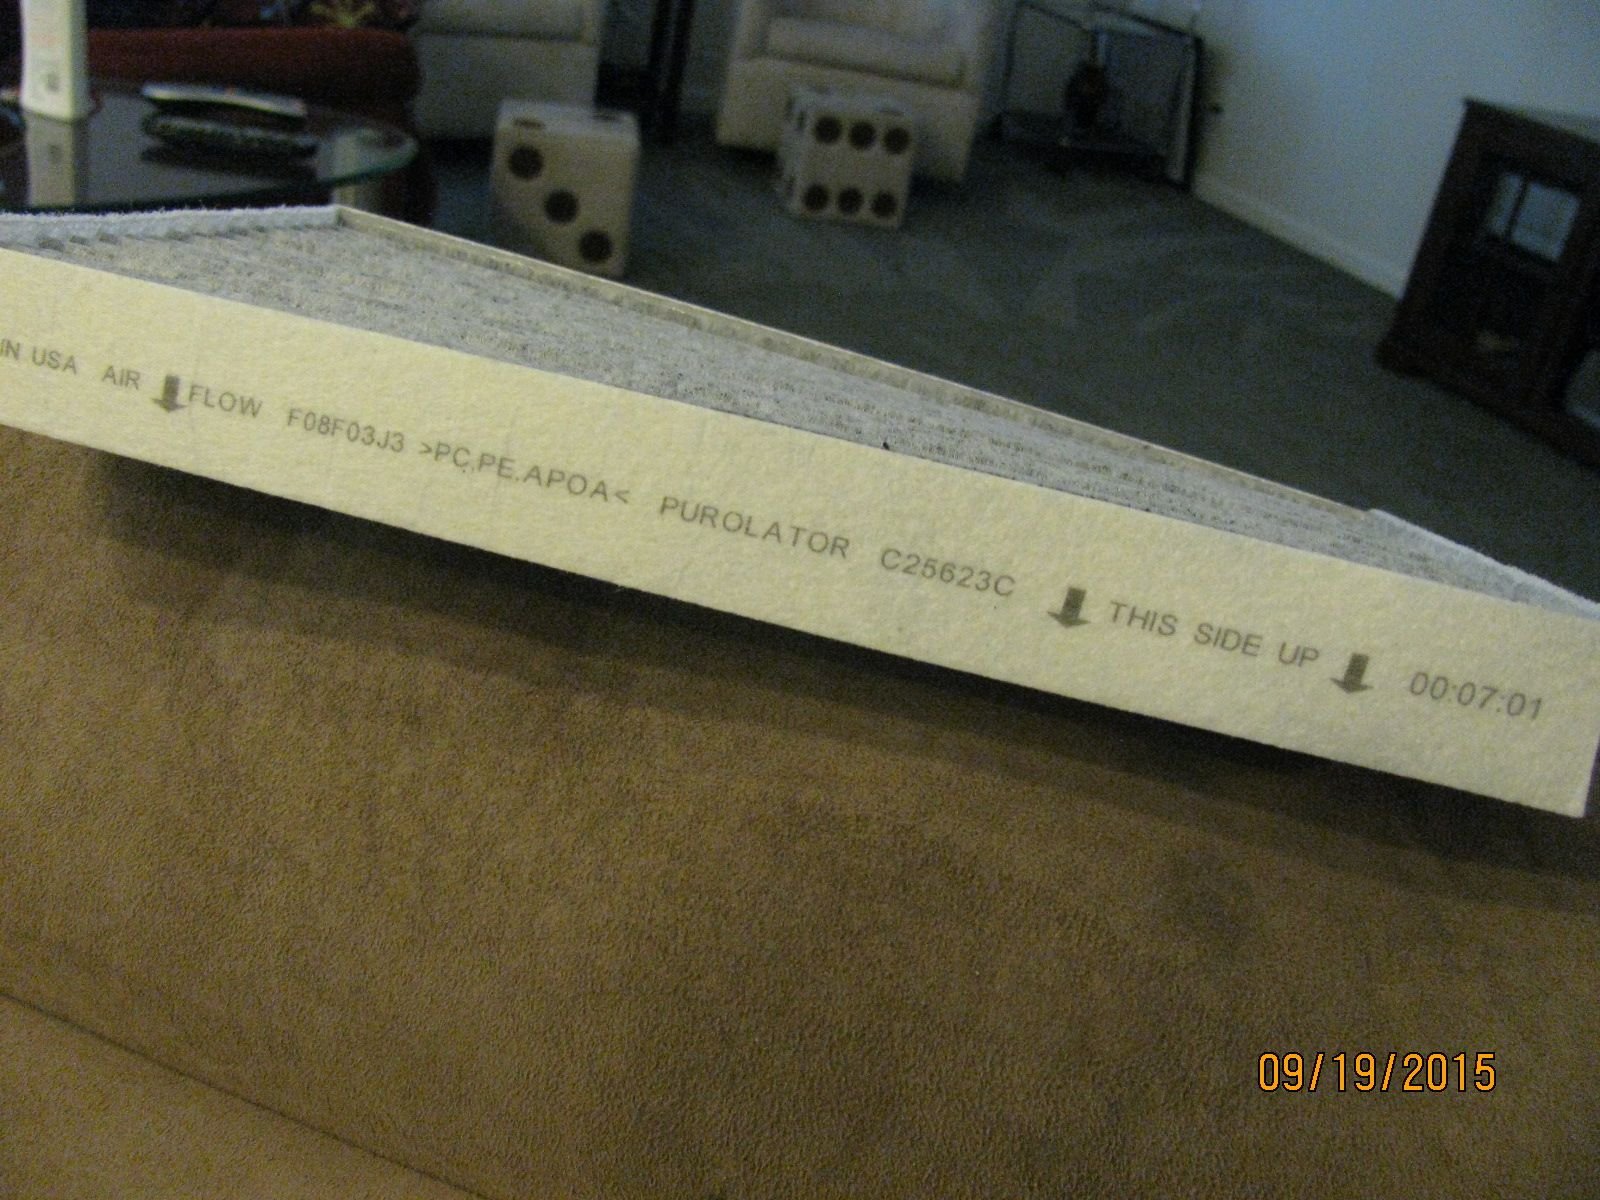 IN USA AIR FLOW F08F03J3 >PC,PE,APOA< PUROLATOR C25623C THIS SIDE UP 00:07:01
09/19/2015